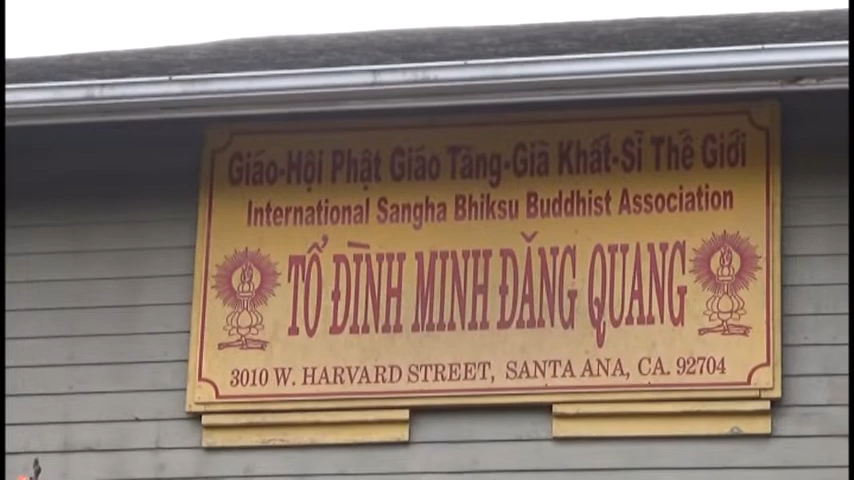 Giáo-Hội Phật Giáo Tăng-Già Khất-Sĩ Thế Giới
International Sangha Bhiksu Buddhist Association
TỔ ĐÌNH MINH ĐĂNG QUANG
3010 W. HARVARD STREET, SANTA ANA, CA. 92704